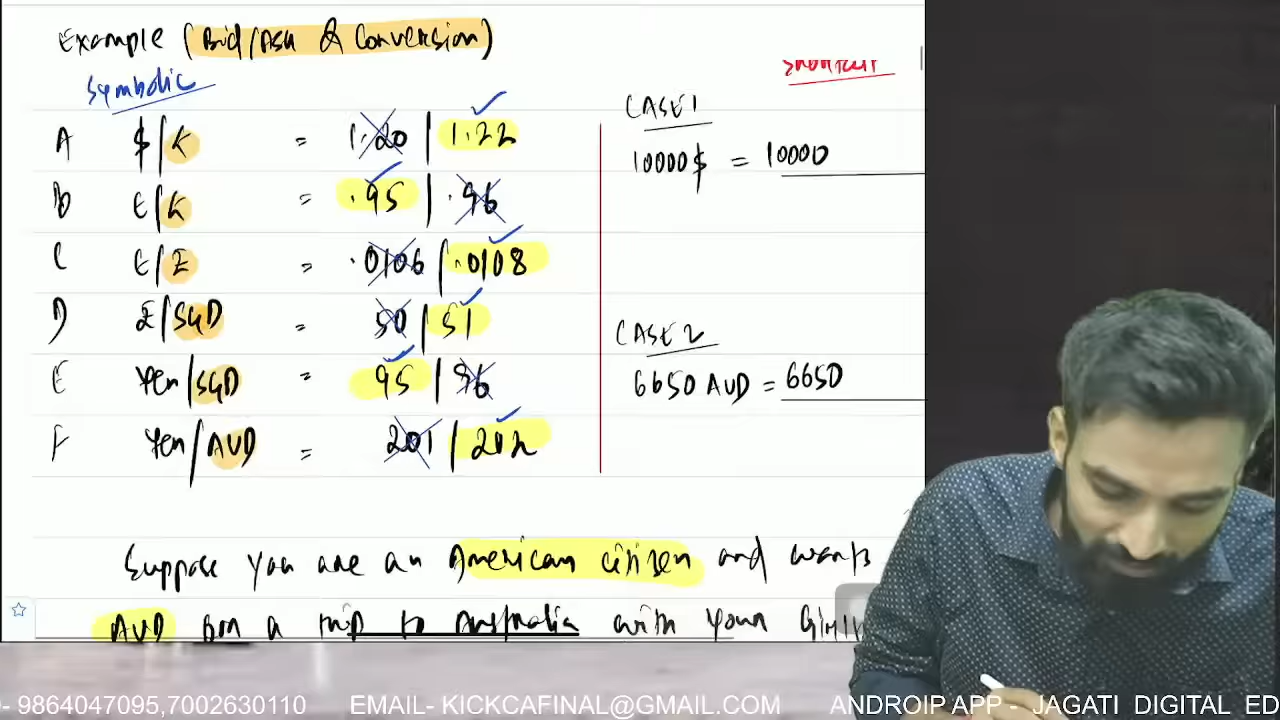 Example (Bid/Ask & Conversion)
Symbolic
Shortcut
A $/K = 1.20 | 1.22
B €/K = .95 | .96
C €/£ = .0106 | .0108
D £/SGD = 50 | 51
E Yen/SGD = 95 | 96
F Yen/AUD = 201 | 202
CASE 1
10000$ = 10000
CASE 2
6650 AUD = 6650
Suppose you are an American citizen and wants
AUD for a trip to Australia with your
- 9864047095,7002630110 EMAIL- KICKCAFINAL@GMAIL.COM ANDROIP APP - JAGATI DIGITAL ED